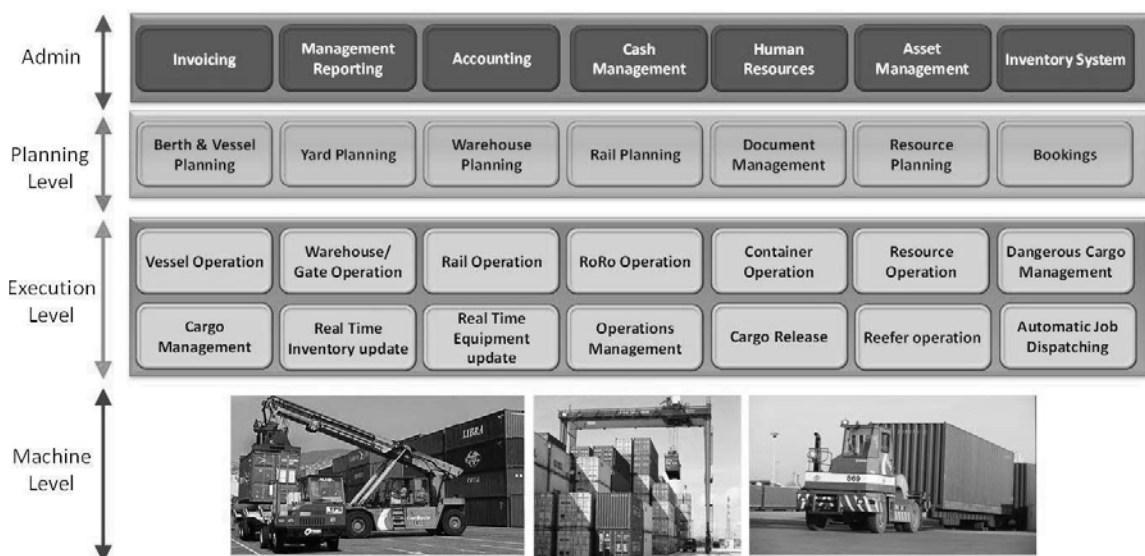 Admin
Invoicing
Management
Reporting
Accounting
Cash
Management
Human
Resources
Asset
Management
Inventory System
Planning
Level
Berth & Vessel
Planning
Yard Planning
Warehouse
Planning
Rail Planning
Document
Management
Resource
Planning
Bookings
Execution
Level
Vessel Operation
Warehouse/
Gate Operation
Rail Operation
RoRo Operation
Container
Operation
Resource
Operation
Dangerous Cargo
Management
Cargo
Management
Real Time
Inventory update
Real Time
Equipment
update
Operations
Management
Cargo Release
Reefer operation
Automatic Job
Dispatching
Machine
Level
LIBRA
869